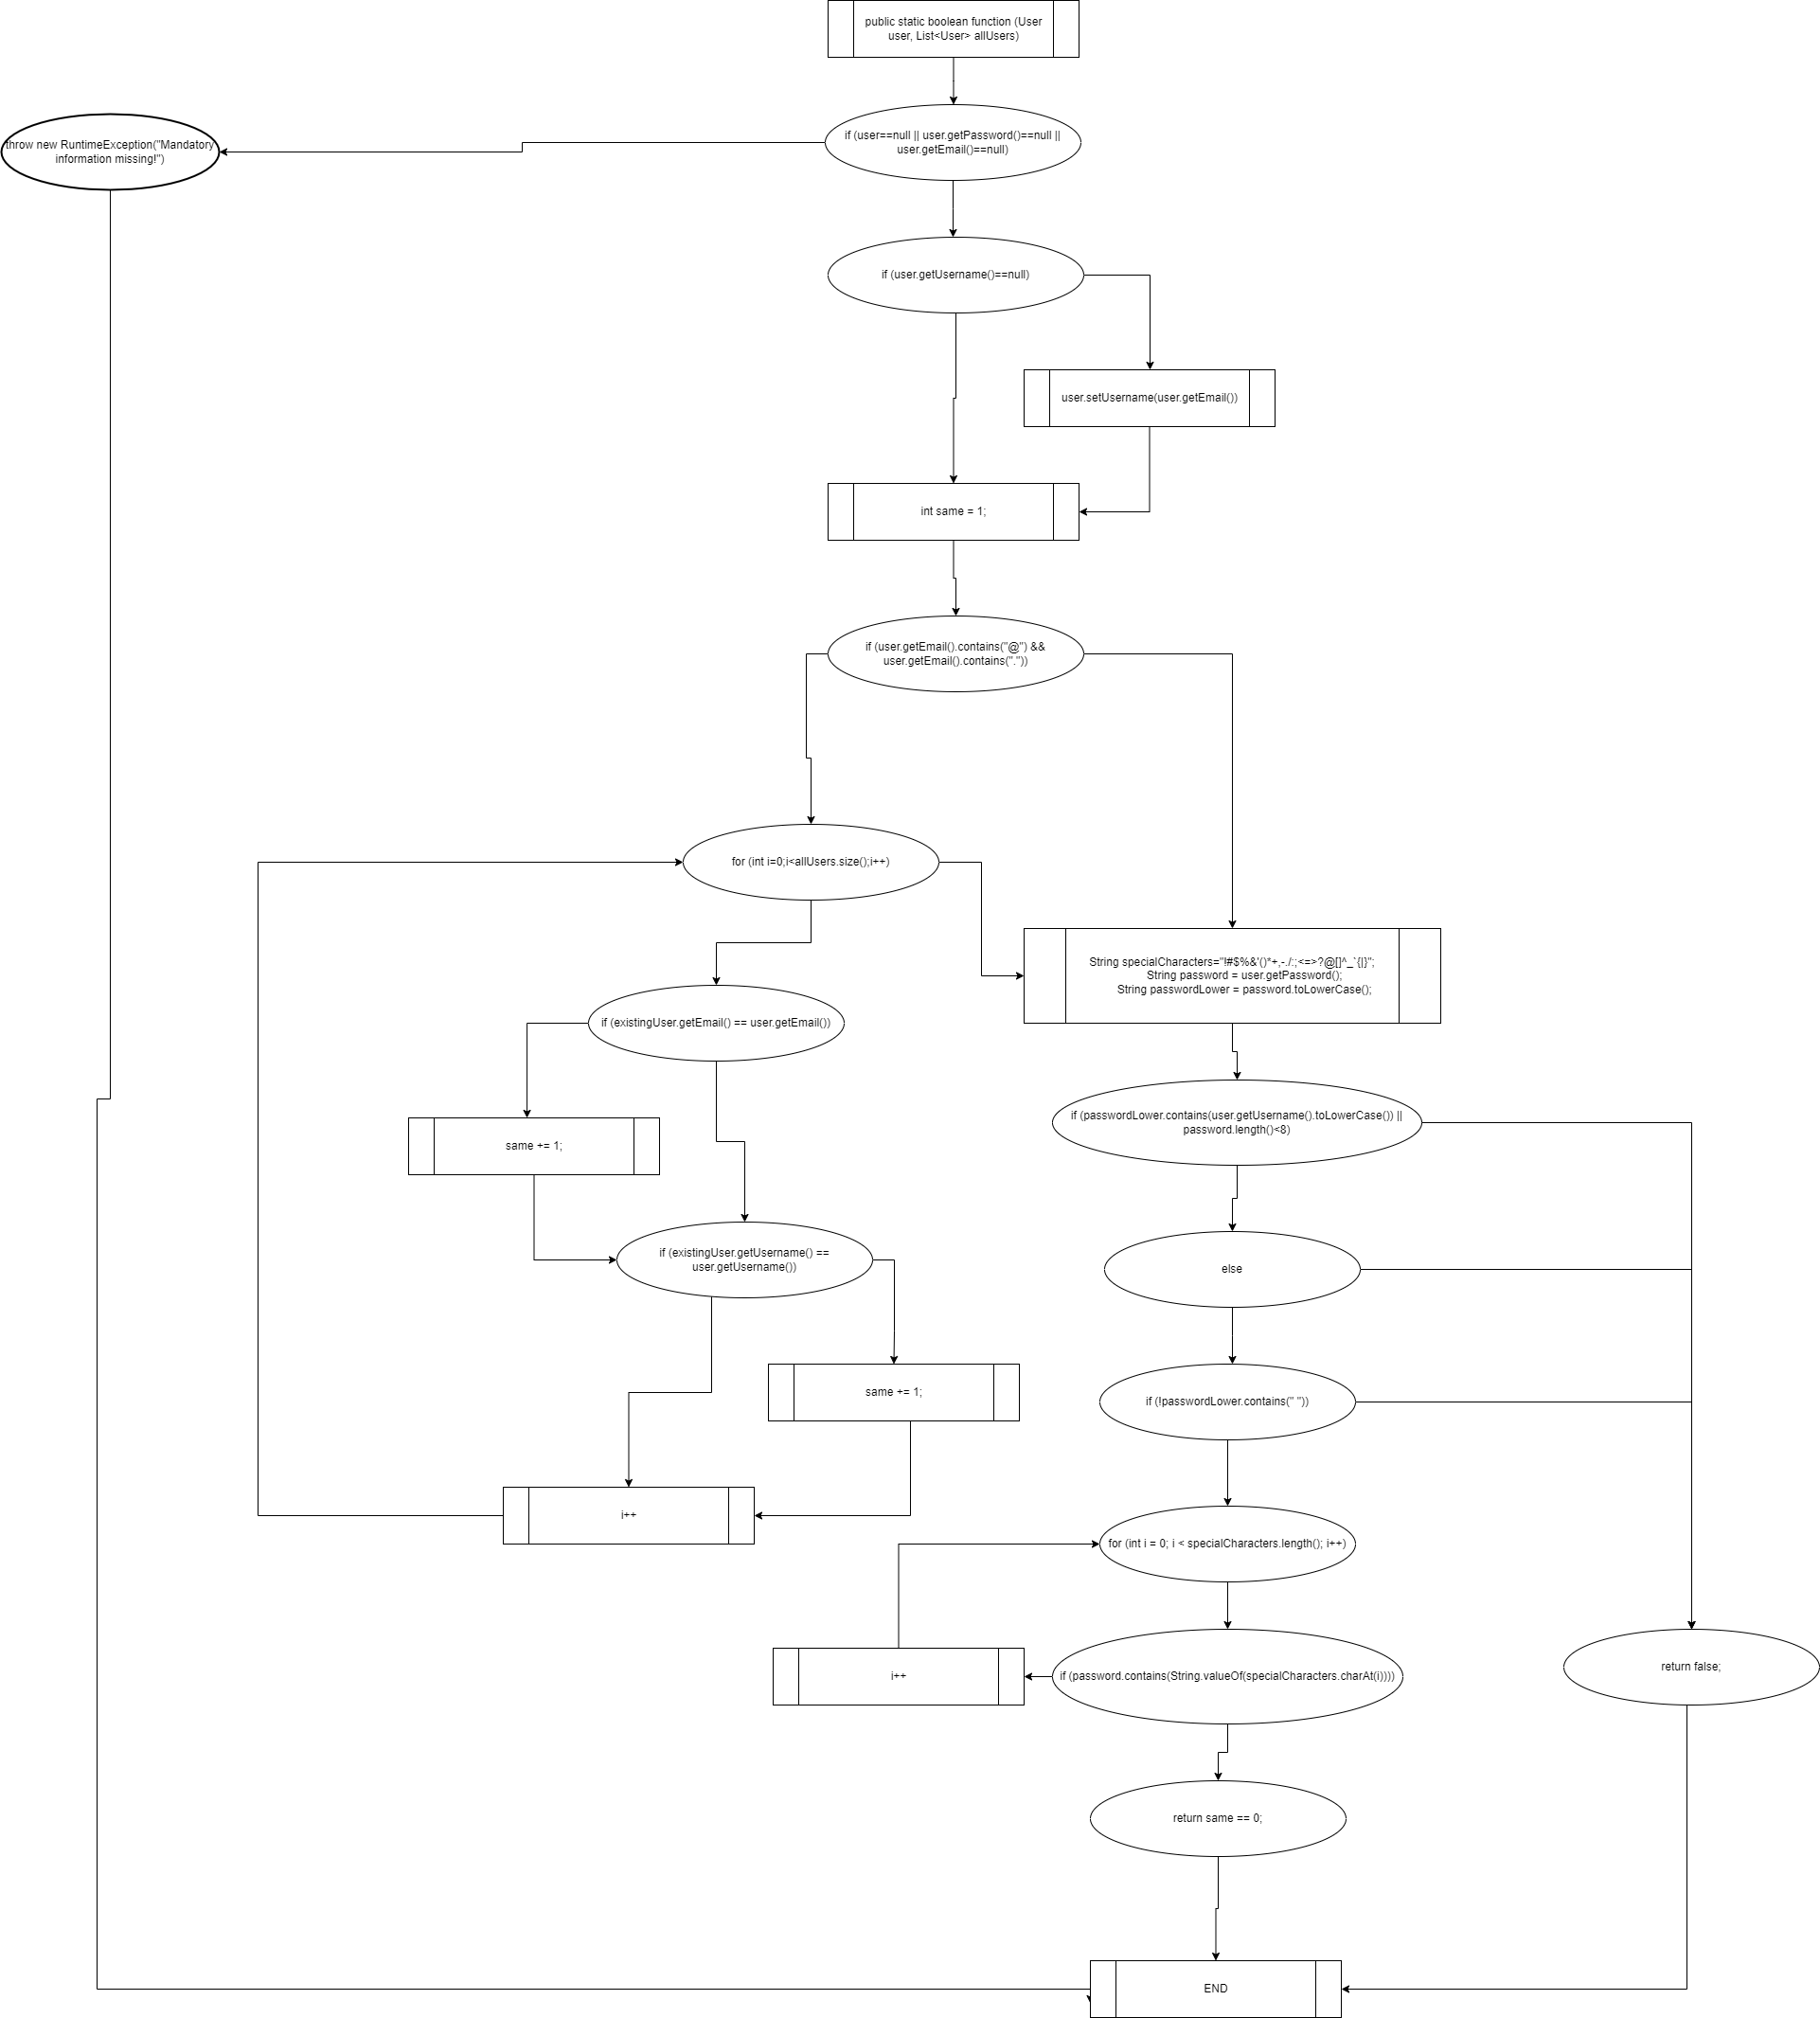 public static boolean function (User
user, List<User> allUsers)
throw new RuntimeException("Mandatory
information missing!")
if (user==null || user.getPassword()==null ||
user.getEmail()==null)
if (user.getUsername()==null)
user.setUsername(user.getEmail())
int same = 1;
if (user.getEmail().contains("@") &&
user.getEmail().contains("."))
for (int i=0;i<allUsers.size();i++)
String specialCharacters="!#$%&'()*+,-./:;<=>?@[]^_`{|}";
String password = user.getPassword();
String passwordLower = password.toLowerCase();
if (existingUser.getEmail() == user.getEmail())
same += 1;
if (passwordLower.contains(user.getUsername().toLowerCase()) ||
password.length()<8)
if (existingUser.getUsername() ==
user.getUsername())
else
same += 1;
if (!passwordLower.contains(" "))
i++
for (int i = 0; i < specialCharacters.length(); i++)
i++
if (password.contains(String.valueOf(specialCharacters.charAt(i))))
return false;
return same == 0;
END